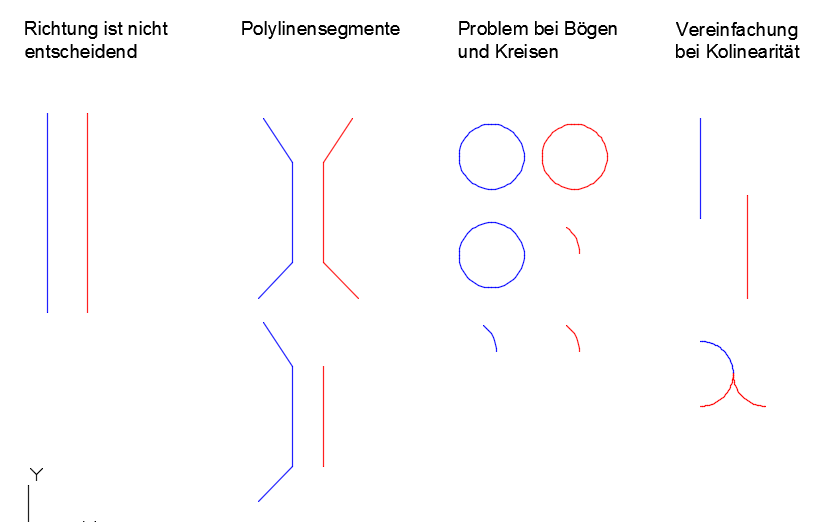 Richtung ist nicht
entscheidend
Polylinensegmente
Problem bei Bögen
und Kreisen
Vereinfachung
bei Kolinearität
Y